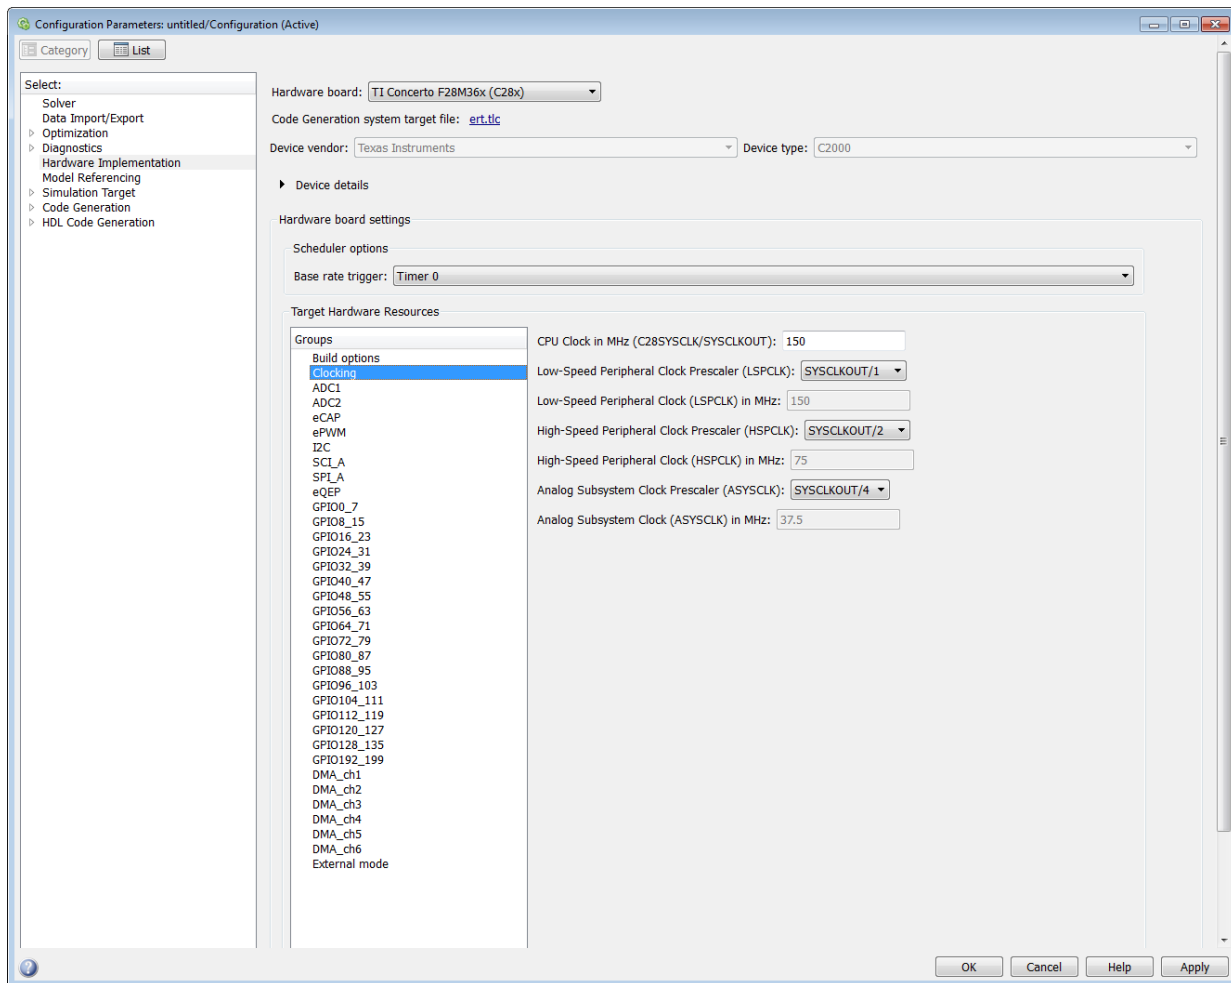 Configuration Parameters: untitled/Configuration (Active)
Category List
Select:
Solver
Data Import/Export
Optimization
Diagnostics
Hardware Implementation
Model Referencing
Simulation Target
Code Generation
HDL Code Generation
Hardware board: TI Concerto F28M36x (C28x)
Code Generation system target file: ert.tlc
Device vendor: Texas Instruments Device type: C2000
Device details
Hardware board settings
Scheduler options
Base rate trigger: Timer 0
Target Hardware Resources
Groups
Build options
Clocking
ADC1
ADC2
eCAP
ePWM
I2C
SCI_A
SPI_A
eQEP
GPIO0_7
GPIO8_15
GPIO16_23
GPIO24_31
GPIO32_39
GPIO40_47
GPIO48_55
GPIO56_63
GPIO64_71
GPIO72_79
GPIO80_87
GPIO88_95
GPIO96_103
GPIO104_111
GPIO112_119
GPIO120_127
GPIO128_135
GPIO192_199
DMA_ch1
DMA_ch2
DMA_ch3
DMA_ch4
DMA_ch5
DMA_ch6
External mode
CPU Clock in MHz (C28SYSCLK/SYSCLKOUT): 150
Low-Speed Peripheral Clock Prescaler (LSPCLK): SYSCLKOUT/1
Low-Speed Peripheral Clock (LSPCLK) in MHz: 150
High-Speed Peripheral Clock Prescaler (HSPCLK): SYSCLKOUT/2
High-Speed Peripheral Clock (HSPCLK) in MHz: 75
Analog Subsystem Clock Prescaler (ASYSCLK): SYSCLKOUT/4
Analog Subsystem Clock (ASYSCLK) in MHz: 37.5
OK Cancel Help Apply